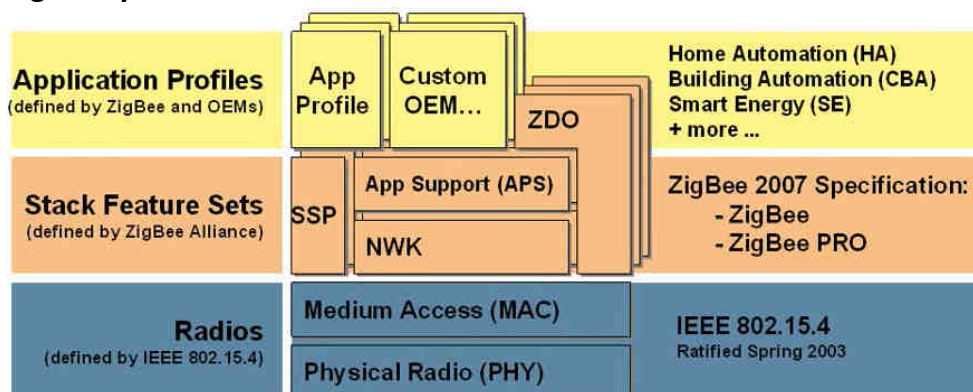 Application Profiles
(defined by ZigBee and OEMs)
App
Profile
Custom
OEM...
ZDO
Home Automation (HA)
Building Automation (CBA)
Smart Energy (SE)
+ more ...
Stack Feature Sets
(defined by ZigBee Alliance)
SSP
App Support (APS)
NWK
ZigBee 2007 Specification:
- ZigBee
- ZigBee PRO
Radios
(defined by IEEE 802.15.4)
Medium Access (MAC)
Physical Radio (PHY)
IEEE 802.15.4
Ratified Spring 2003